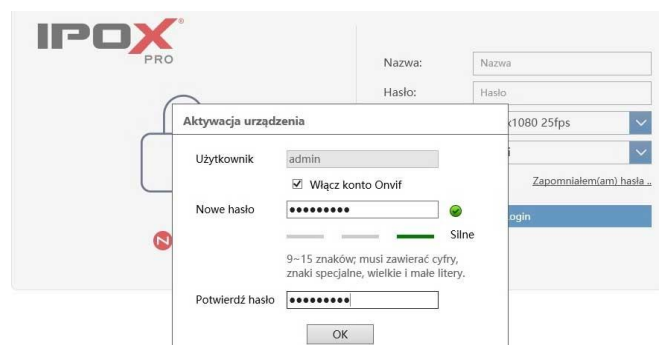 IPOX®
PRO
Nazwa:
Nazwa
Hasło:
Hasło
x1080 25fps
Zapomniałem(am) hasła ..
ogin
Aktywacja urządzenia
Użytkownik
admin
Włącz konto Onvif
Nowe hasło
•••••••••
Silne
9~15 znaków; musi zawierać cyfry,
znaki specjalne, wielkie i małe litery.
Potwierdź hasło
•••••••••
OK